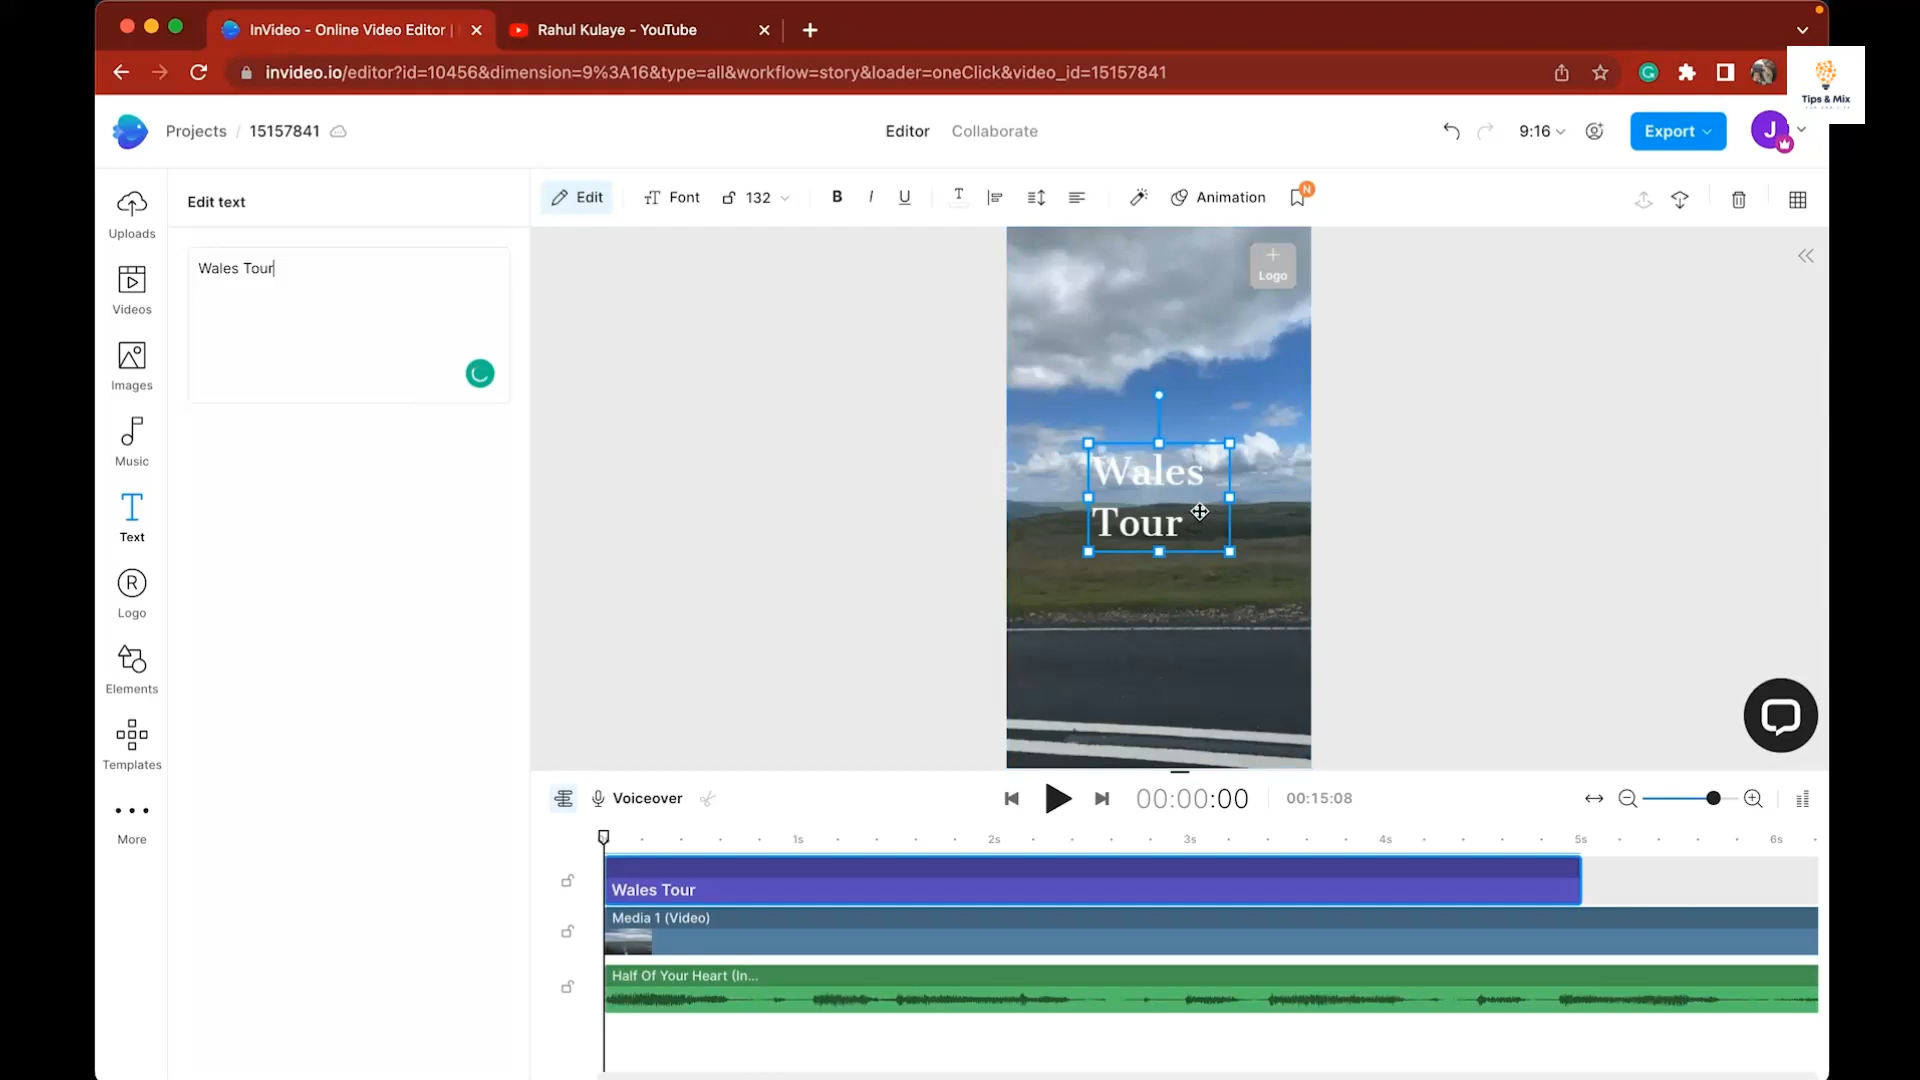 InVideo - Online Video Editor |
Rahul Kulaye - YouTube
invideo.io/editor?id=10456&dimension=9%3A16&type=all&workflow=story&loader=oneClick&video_id=15157841
Tips & Mix
Projects / 15157841
Editor
Collaborate
9:16
Export
J
Uploads
Videos
Images
Music
Text
Logo
Elements
Templates
More
Edit text
Wales Tour
Edit
Font
132
B
I
U
Animation
N
Logo
Wales
Tour
Voiceover
00:00:00
00:15:08
1s
2s
3s
4s
5s
6s
Wales Tour
Media 1 (Video)
Half Of Your Heart (In...